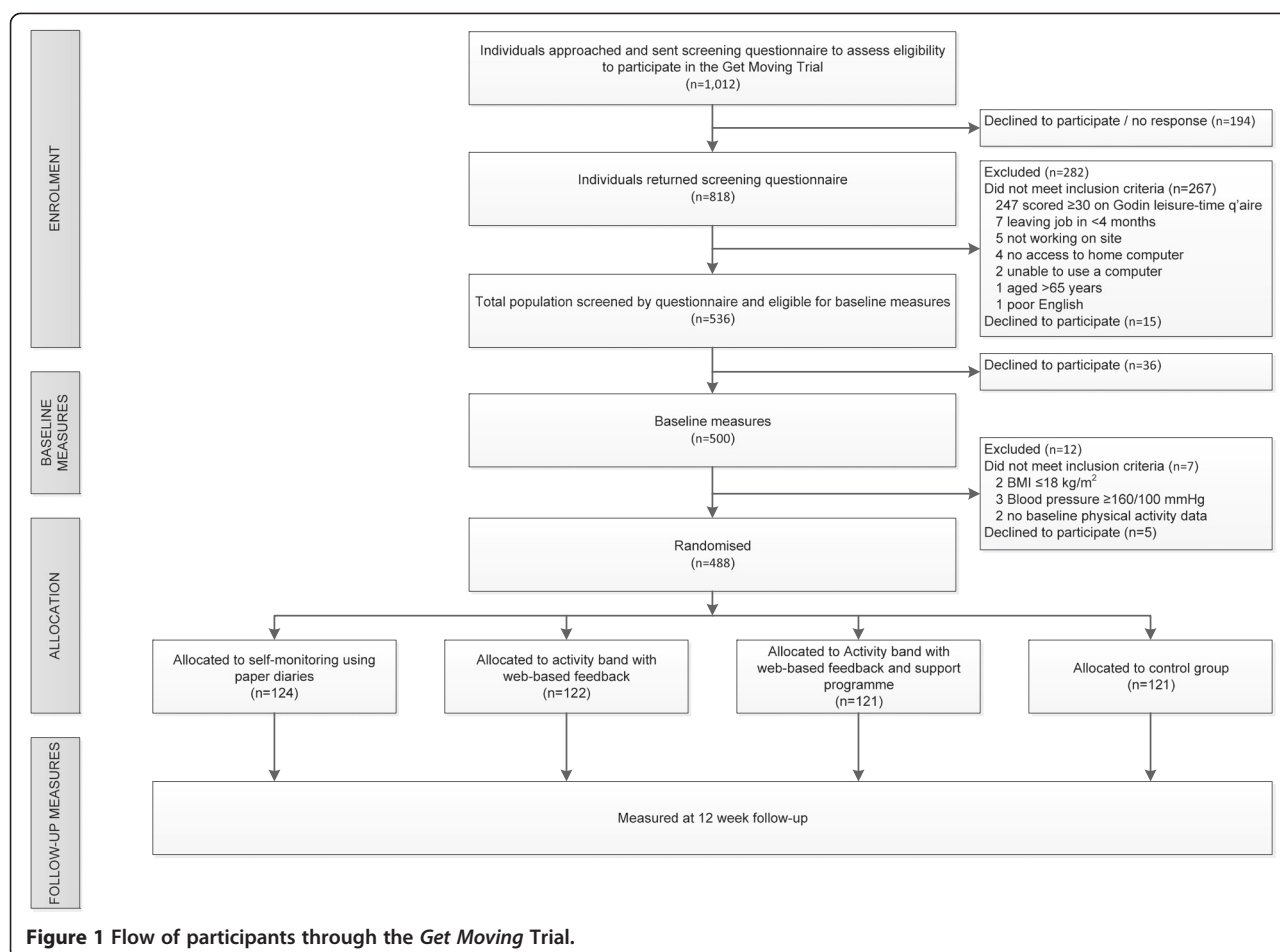 ENROLMENT
Individuals approached and sent screening questionnaire to assess eligibility
to participate in the Get Moving Trial
(n=1,012)
Declined to participate / no response (n=194)
Individuals returned screening questionnaire
(n=818)
Excluded (n=282)
Did not meet inclusion criteria (n=267)
247 scored ≥30 on Godin leisure-time q'aire
7 leaving job in <4 months
5 not working on site
4 no access to home computer
2 unable to use a computer
1 aged >65 years
1 poor English
Declined to participate (n=15)
Total population screened by questionnaire and eligible for baseline measures
(n=536)
Declined to participate (n=36)
BASELINE
MEASURES
Baseline measures
(n=500)
Excluded (n=12)
Did not meet inclusion criteria (n=7)
2 BMI ≤18 kg/m²
3 Blood pressure ≥160/100 mmHg
2 no baseline physical activity data
Declined to participate (n=5)
ALLOCATION
Randomised
(n=488)
Allocated to self-monitoring using
paper diaries
(n=124)
Allocated to activity band with
web-based feedback
(n=122)
Allocated to Activity band with
web-based feedback and support
programme
(n=121)
Allocated to control group
(n=121)
FOLLOW-UP MEASURES
Measured at 12 week follow-up
Figure 1 Flow of participants through the Get Moving Trial.